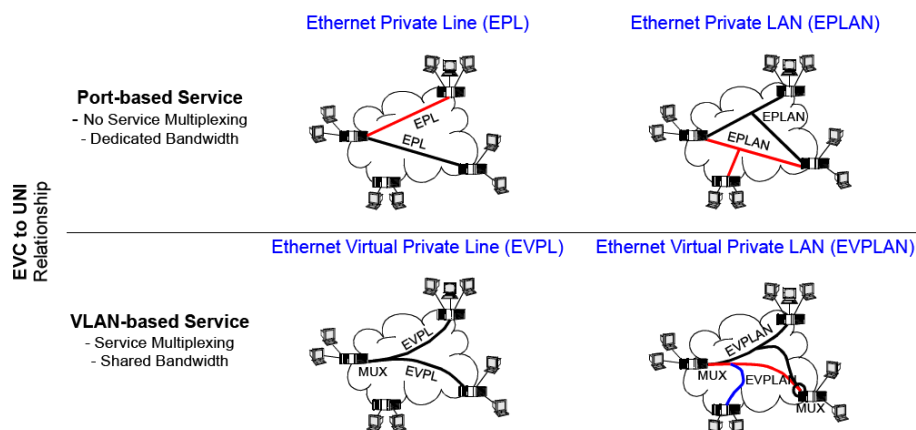 Ethernet Private Line (EPL)
Ethernet Private LAN (EPLAN)
Port-based Service
- No Service Multiplexing
- Dedicated Bandwidth
EPL
EPL
EPLAN
EPLAN
EVC to UNI
Relationship
Ethernet Virtual Private Line (EVPL)
Ethernet Virtual Private LAN (EVPLAN)
VLAN-based Service
- Service Multiplexing
- Shared Bandwidth
EVPL
EVPL
MUX
EVPLAN
EVPLAN
MUX
MUX